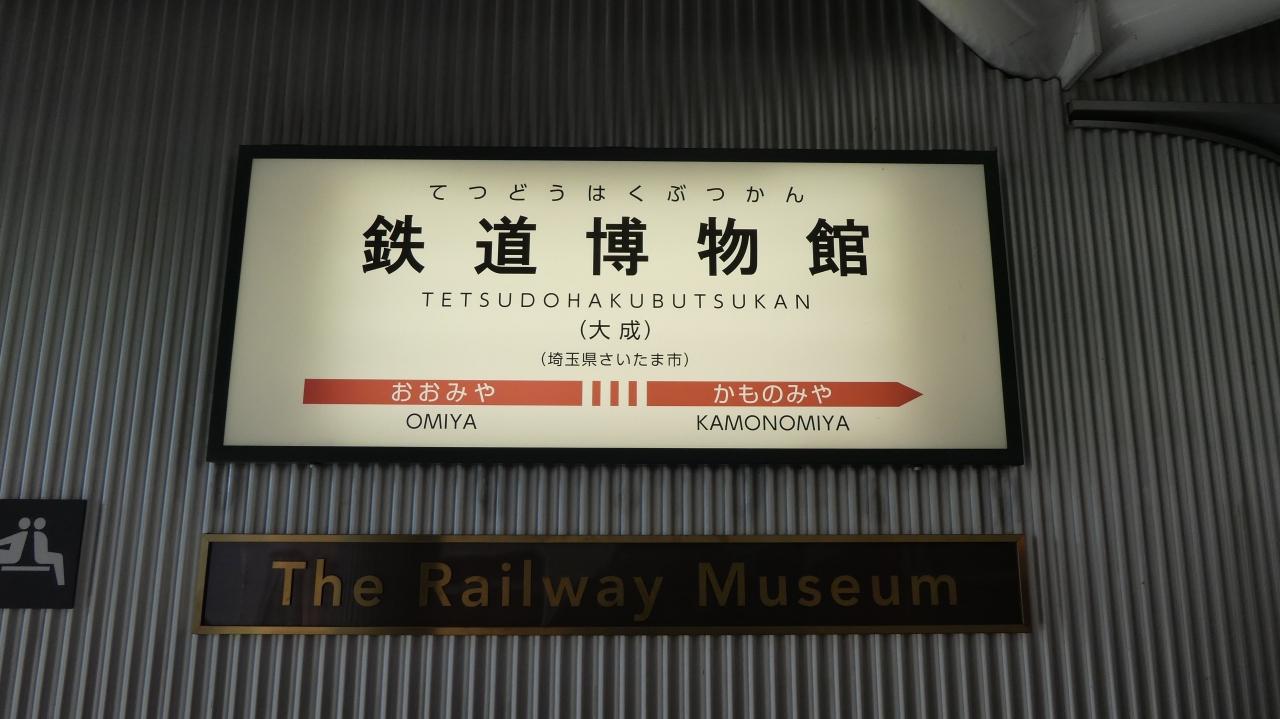 てつどうはくぶつかん
鉄道博物館
TETSUDOHAKUBUTSUKAN
（大成）
（埼玉県さいたま市）
おおみや かものみや
OMIYA KAMONOMIYA
The Railway Museum